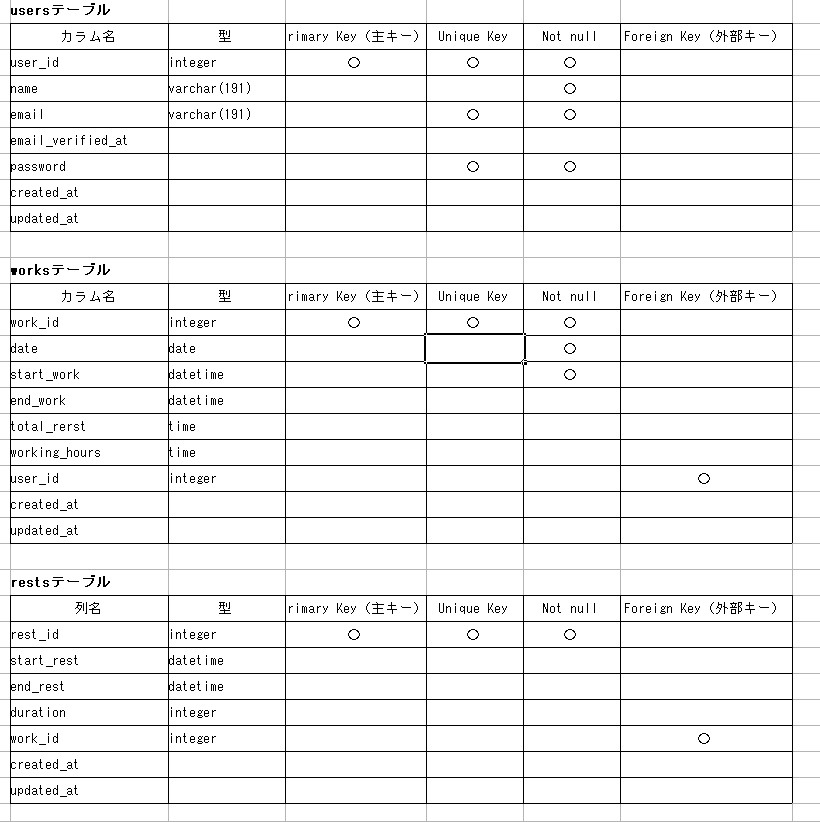 usersテーブル
カラム名 型 rimary Key（主キー） Unique Key Not null Foreign Key（外部キー）
user_id integer ○ ○ ○
name varchar(191) ○
email varchar(191) ○ ○
email_verified_at
password ○ ○
created_at
updated_at
worksテーブル
カラム名 型 rimary Key（主キー） Unique Key Not null Foreign Key（外部キー）
work_id integer ○ ○ ○
date date ○
start_work datetime ○
end_work datetime
total_rerst time
working_hours time
user_id integer ○
created_at
updated_at
restsテーブル
列名 型 rimary Key（主キー） Unique Key Not null Foreign Key（外部キー）
rest_id integer ○ ○ ○
start_rest datetime
end_rest datetime
duration integer
work_id integer ○
created_at
updated_at